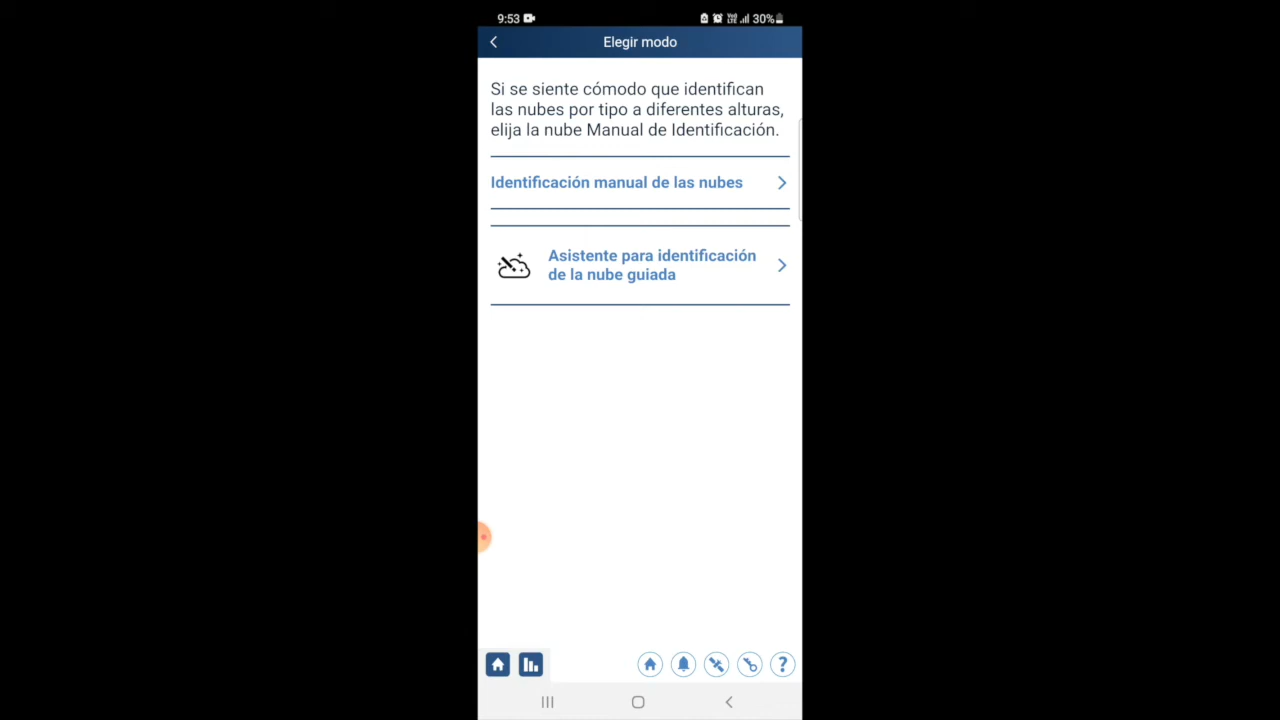 9:53
30%
Elegir modo
Si se siente cómodo que identifican
las nubes por tipo a diferentes alturas,
elija la nube Manual de Identificación.
Identificación manual de las nubes
Asistente para identificación
de la nube guiada
?